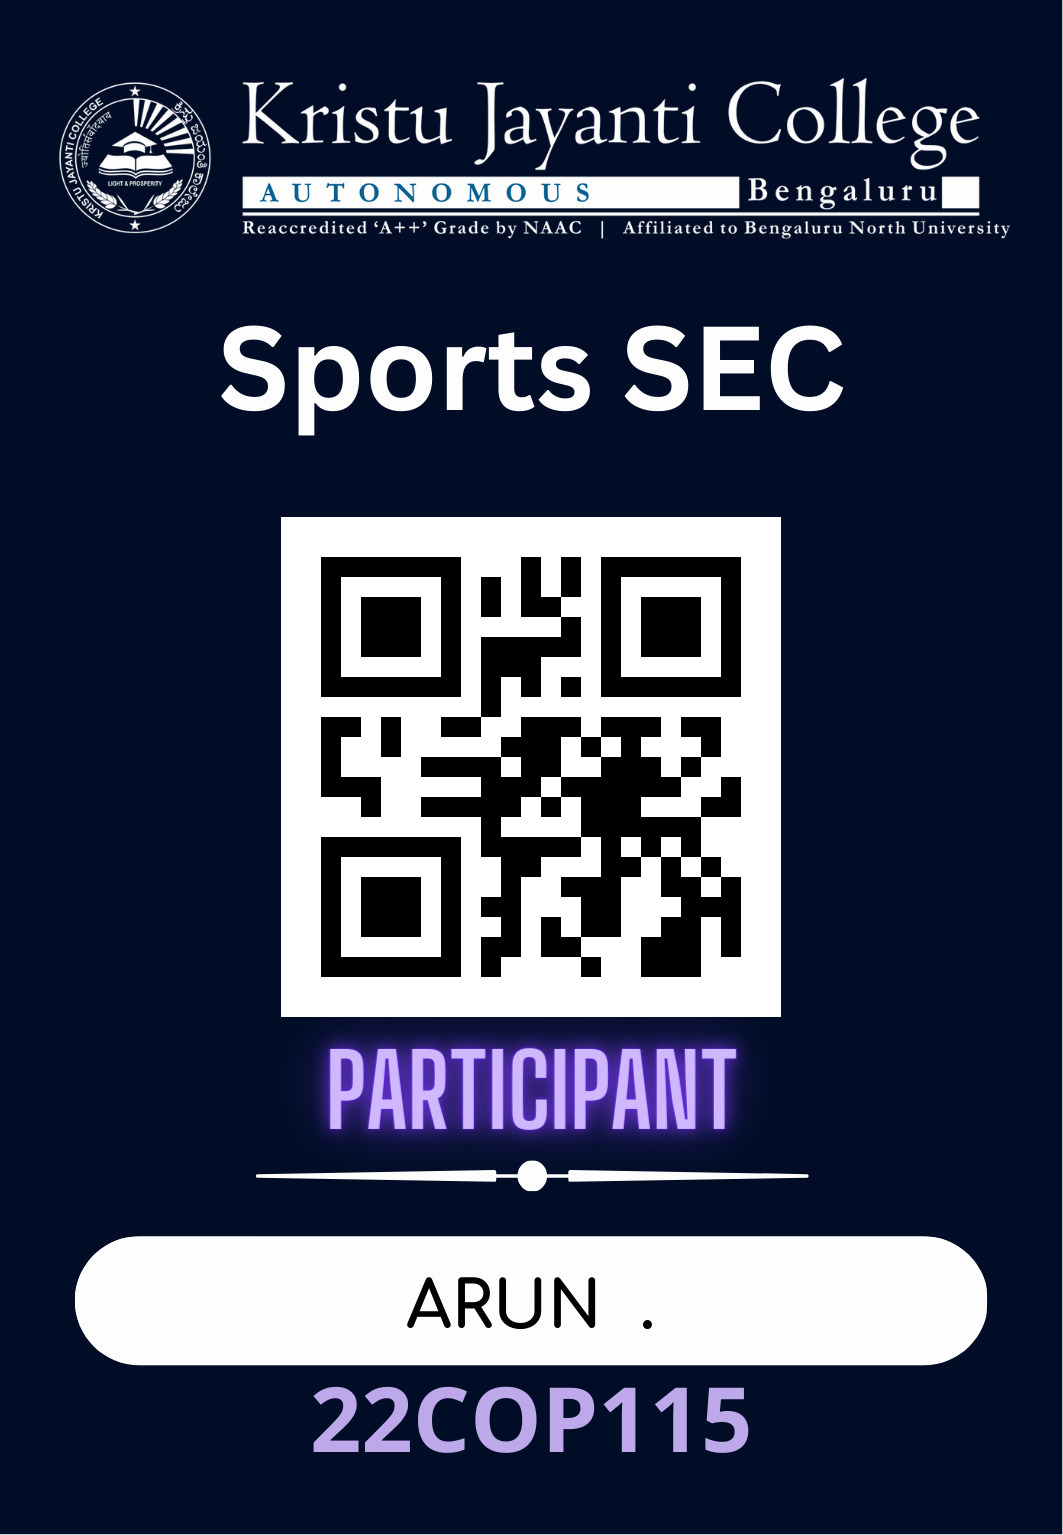 KRISTU JAYANTI COLLEGE
ಕ್ರಿಸ್ತು ಜಯಂತಿ ಕಾಲೇಜು
LIGHT & PROSPERITY
Kristu Jayanti College
AUTONOMOUS Bengaluru
Reaccredited ‘A++’ Grade by NAAC | Affiliated to Bengaluru North University
Sports SEC
PARTICIPANT
ARUN .
22COP115